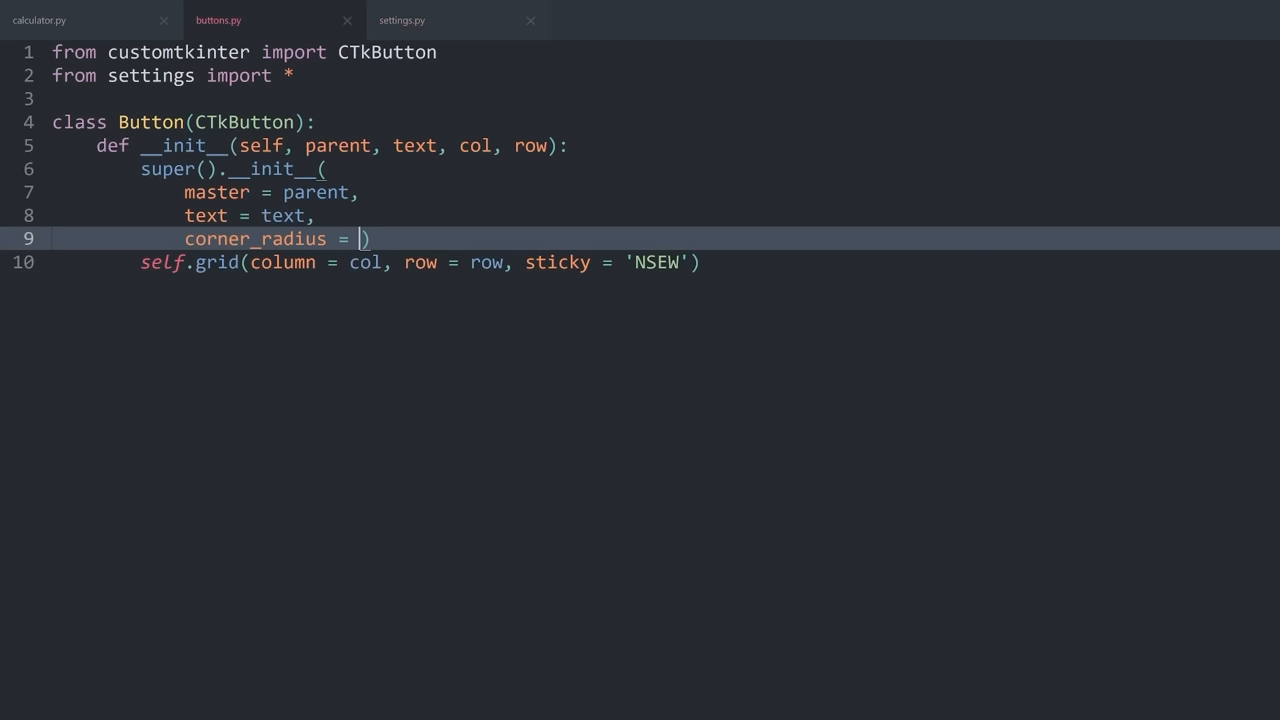 calculator.py × buttons.py × settings.py ×
1 from customtkinter import CTkButton
2 from settings import *
3
4 class Button(CTkButton):
5     def __init__(self, parent, text, col, row):
6         super().__init__(
7             master = parent,
8             text = text,
9             corner_radius = )
10         self.grid(column = col, row = row, sticky = 'NSEW')